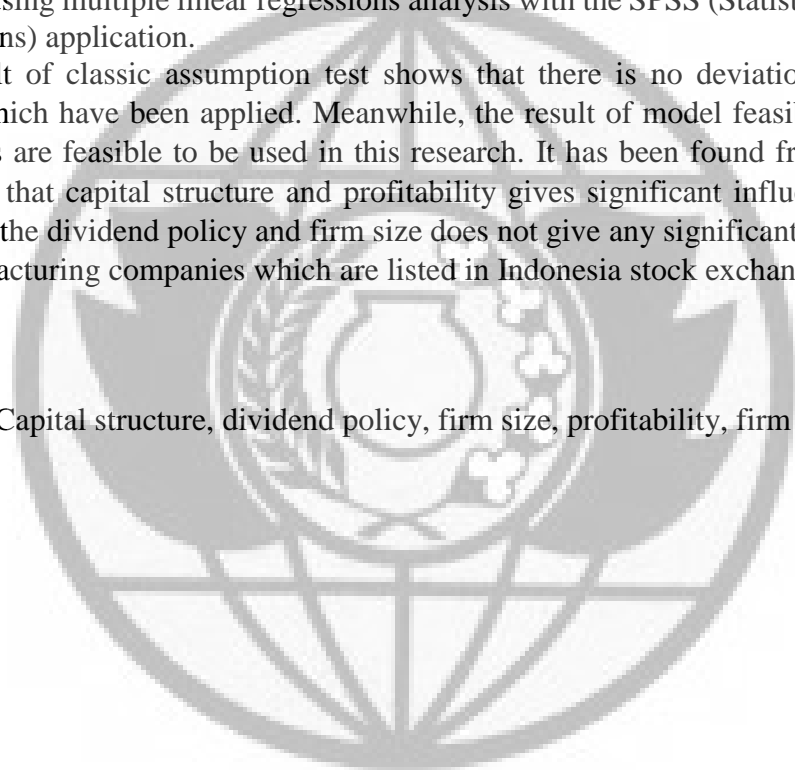 using multiple linear regressions analysis with the SPSS (Statist
ns) application.
lt of classic assumption test shows that there is no deviatio
hich have been applied. Meanwhile, the result of model feasib
s are feasible to be used in this research. It has been found fr
that capital structure and profitability gives significant influ
the dividend policy and firm size does not give any significant
acturing companies which are listed in Indonesia stock exchan
Capital structure, dividend policy, firm size, profitability, firm